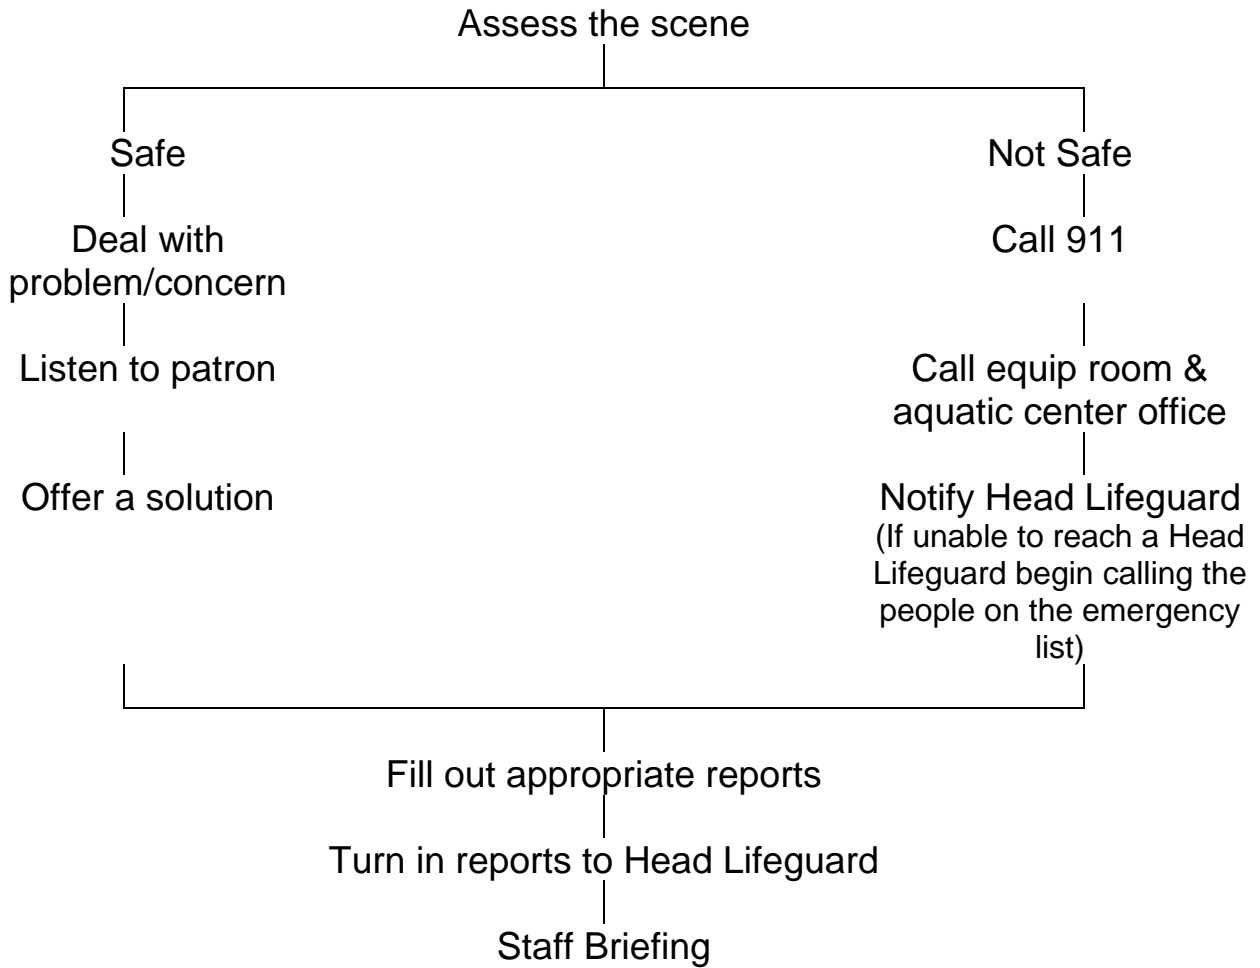 Assess the scene
Safe
Deal with
problem/concern
Listen to patron
Offer a solution
Not Safe
Call 911
Call equip room &
aquatic center office
Notify Head Lifeguard
(If unable to reach a Head
Lifeguard begin calling the
people on the emergency
list)
Fill out appropriate reports
Turn in reports to Head Lifeguard
Staff Briefing